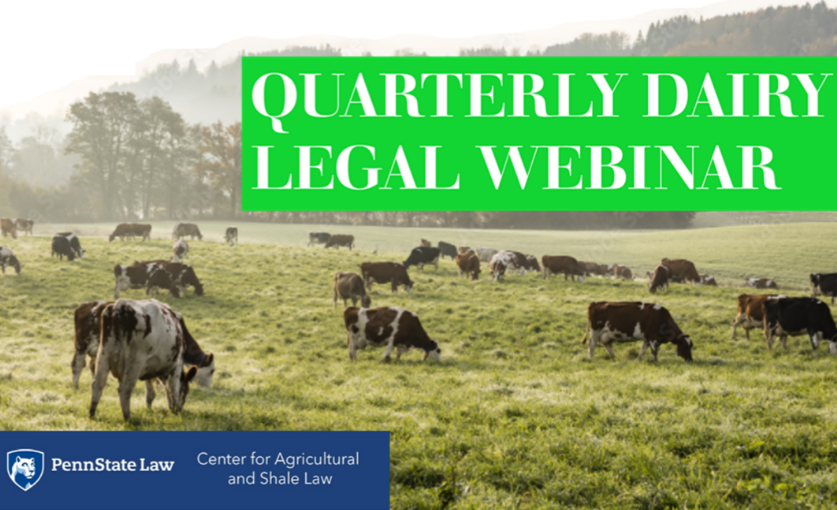 QUARTERLY DAIRY
LEGAL WEBINAR
PennState Law
Center for Agricultural
and Shale Law